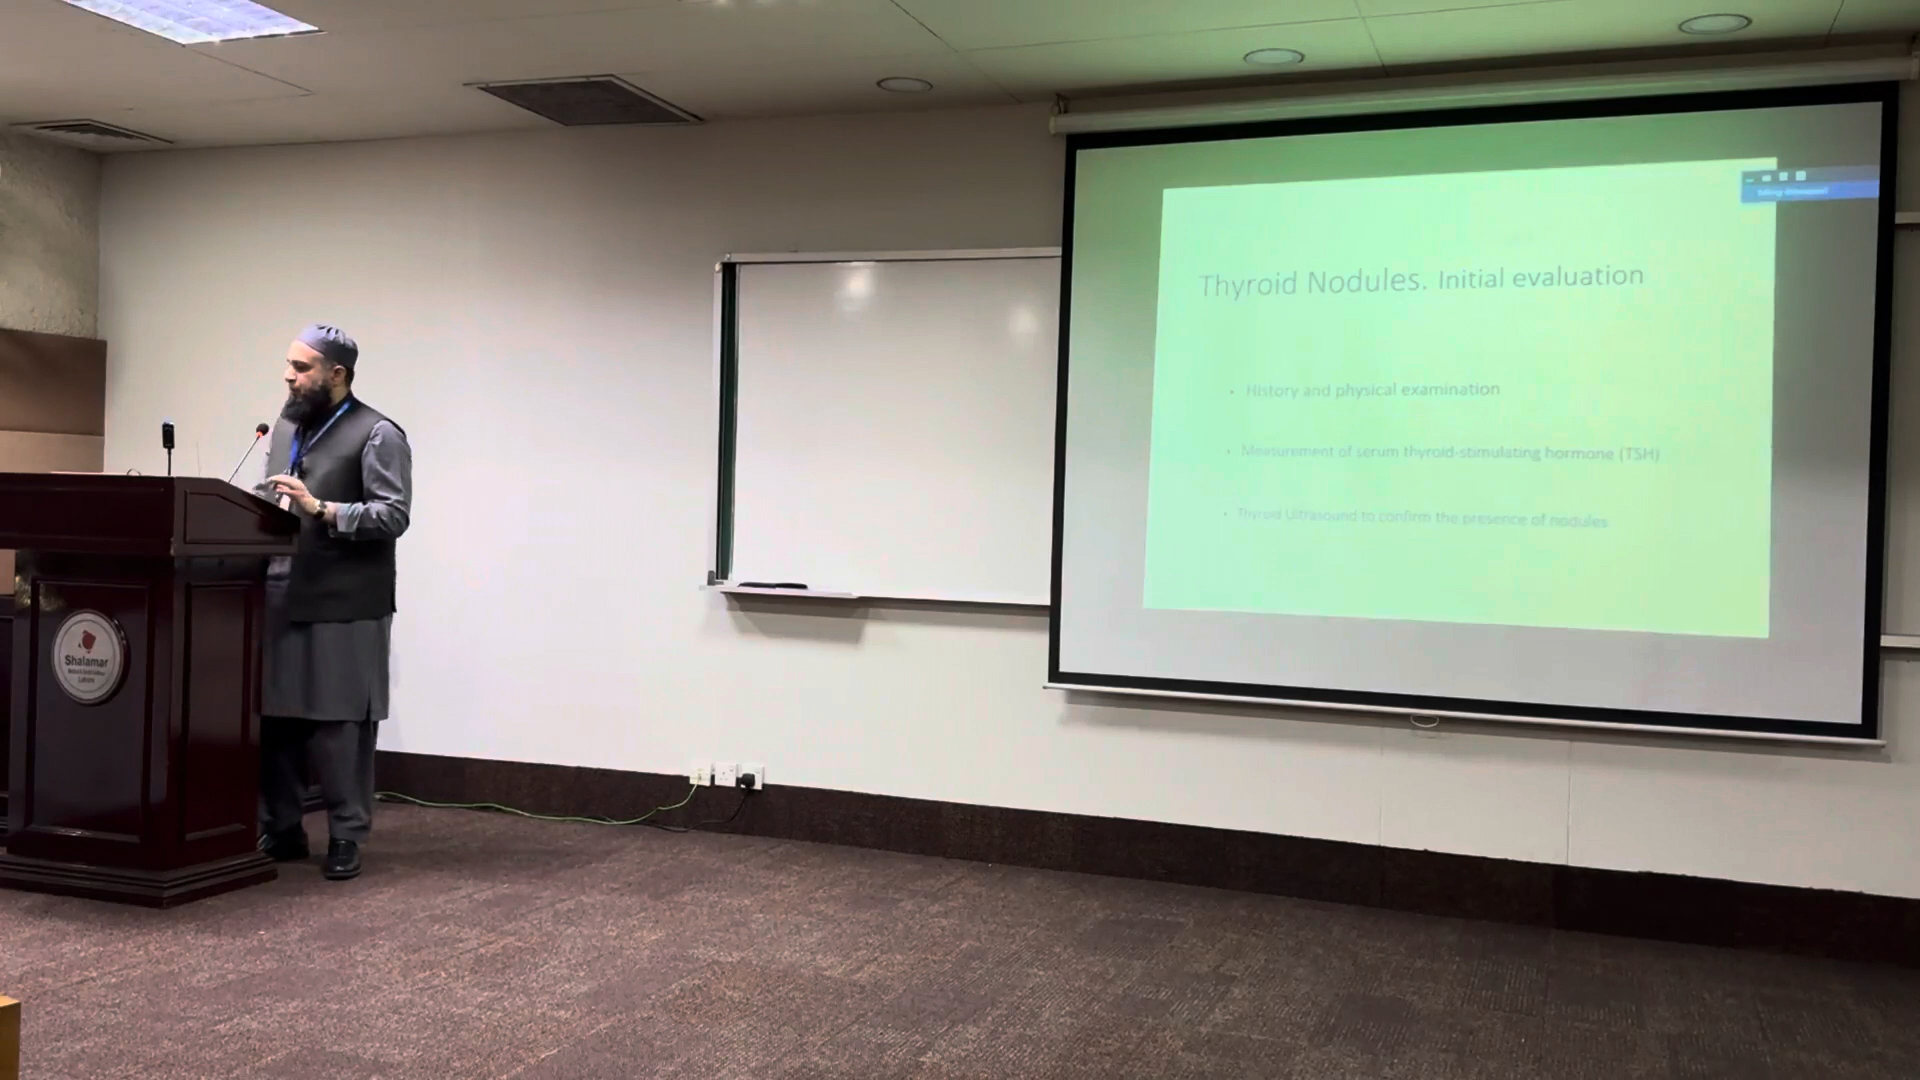 Thyroid Nodules. Initial evaluation
• History and physical examination
• Measurement of serum thyroid-stimulating hormone (TSH)
• Thyroid Ultrasound to confirm the presence of nodules
Shalamar
Lahore